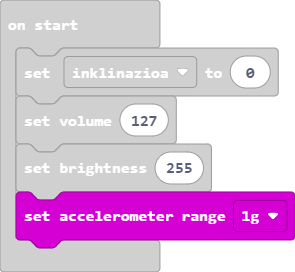 on start
set inklinazioa to 0
set volume 127
set brightness 255
set accelerometer range 1g